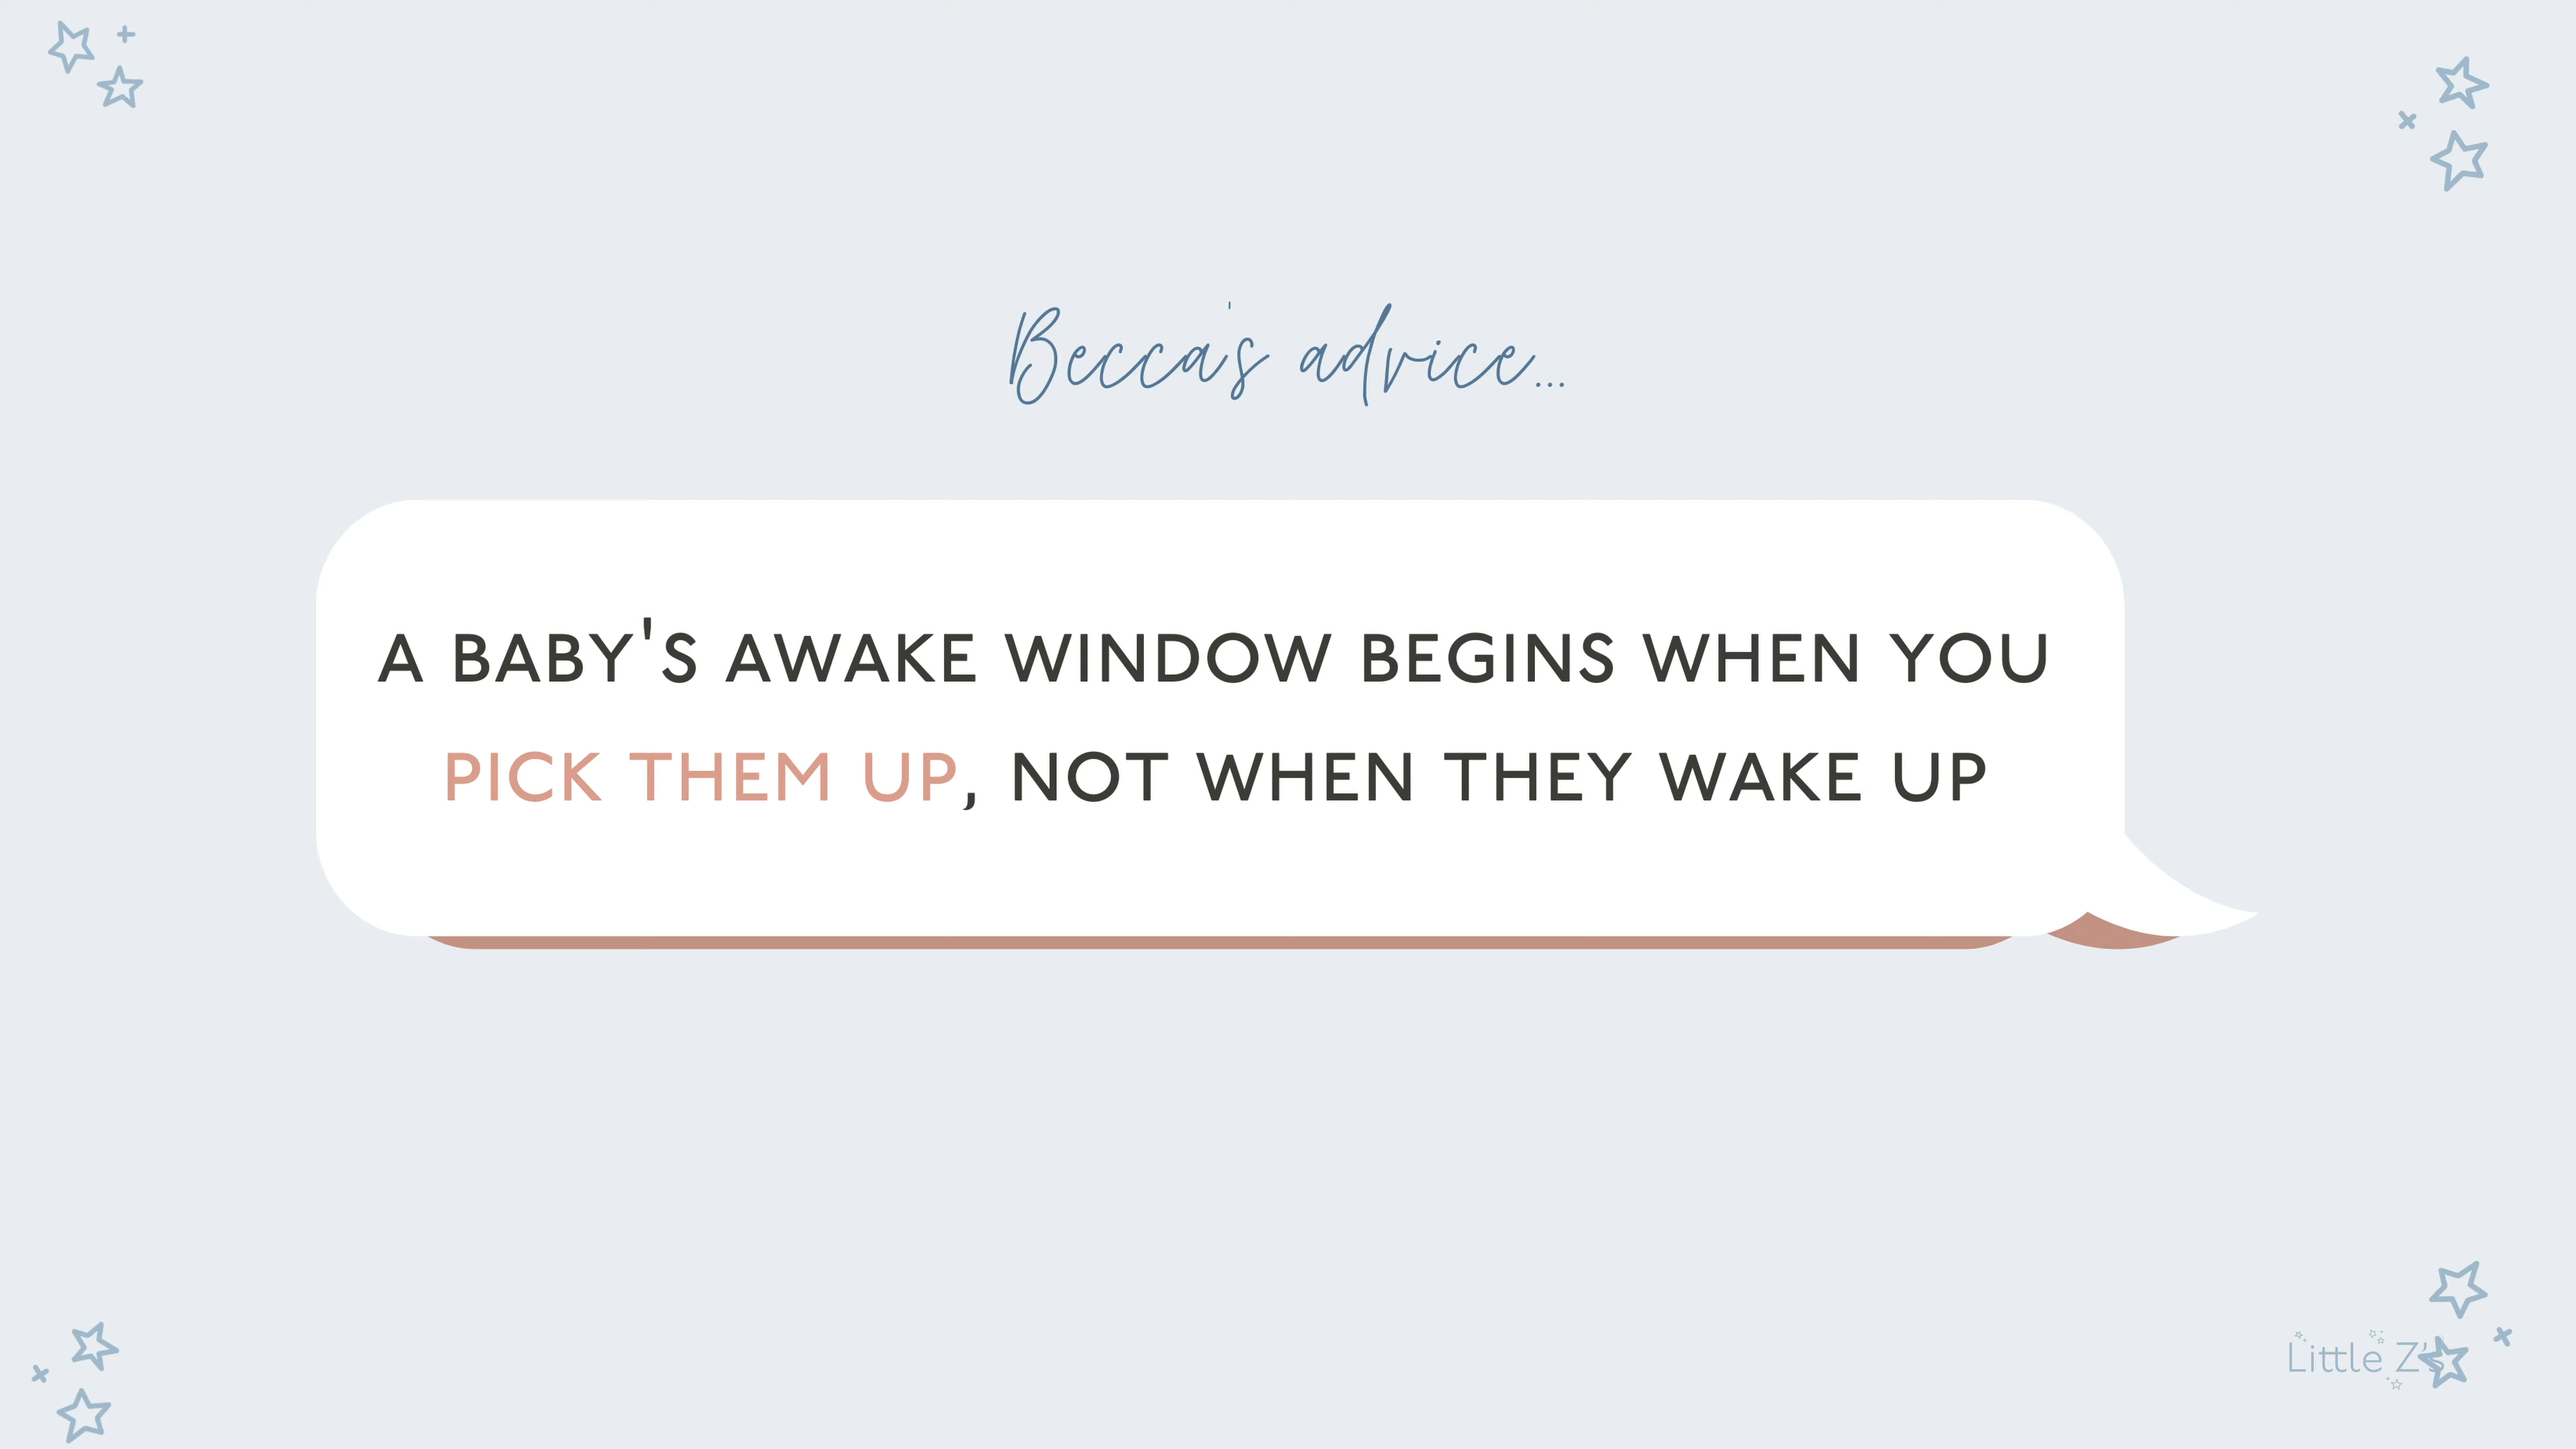 Becca's advice...
A BABY'S AWAKE WINDOW BEGINS WHEN YOU
PICK THEM UP, NOT WHEN THEY WAKE UP
Little Z's